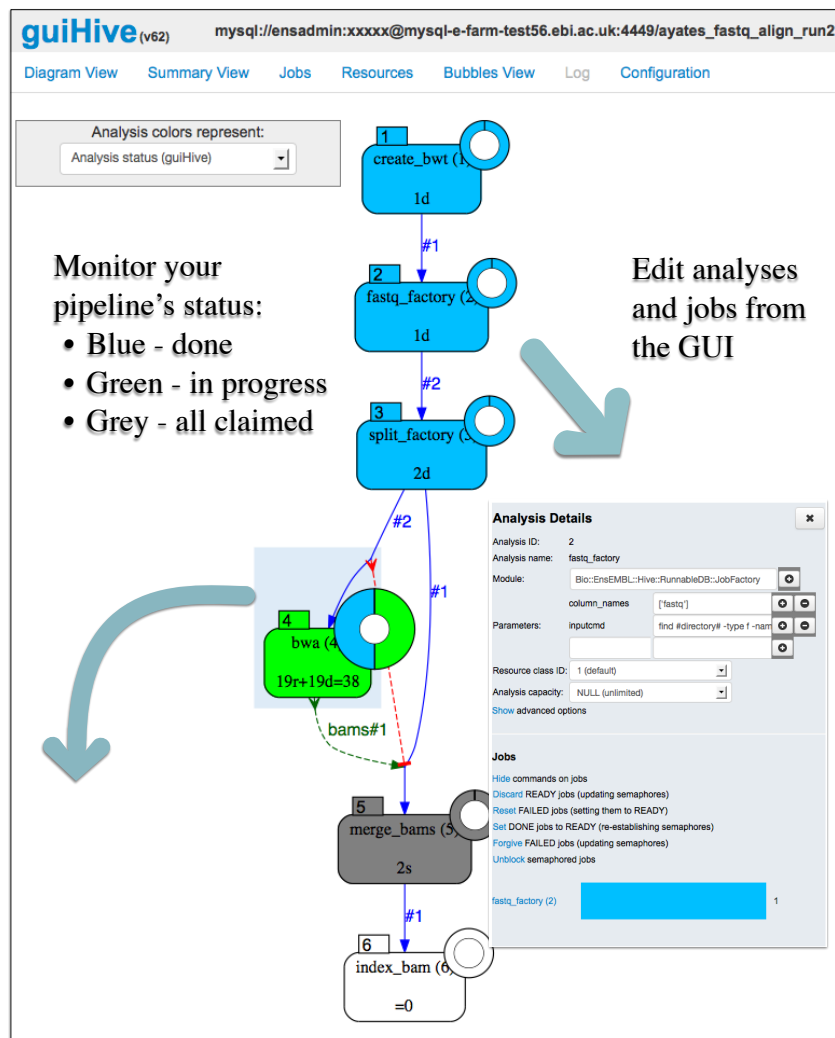 guiHive (v62) mysql://ensadmin:xxxxx@mysql-e-farm-test56.ebi.ac.uk:4449/ayates_fastq_align_run2
Diagram View Summary View Jobs Resources Bubbles View Log Configuration
Analysis colors represent:
Analysis status (guiHive)
1
create_bwt (1)
1d
#1
Monitor your
pipeline's status:
• Blue - done
• Green - in progress
• Grey - all claimed
2
fastq_factory (2)
1d
#2
Edit analyses
and jobs from
the GUI
3
split_factory (3)
2d
#2
#1
4
bwa (4)
19r+19d=38
bams#1
5
merge_bams (5)
2s
#1
6
index_bam (6)
=0
Analysis Details
Analysis ID: 2
Analysis name: fastq_factory
Module: Bio::EnsEMBL::Hive::RunnableDB::JobFactory
column_names ['fastq']
Parameters: inputcmd find #directory# -type f -nam
Resource class ID: 1 (default)
Analysis capacity: NULL (unlimited)
Show advanced options
Jobs
Hide commands on jobs
Discard READY jobs (updating semaphores)
Reset FAILED jobs (setting them to READY)
Set DONE jobs to READY (re-establishing semaphores)
Forgive FAILED jobs (updating semaphores)
Unblock semaphored jobs
fastq_factory (2) 1